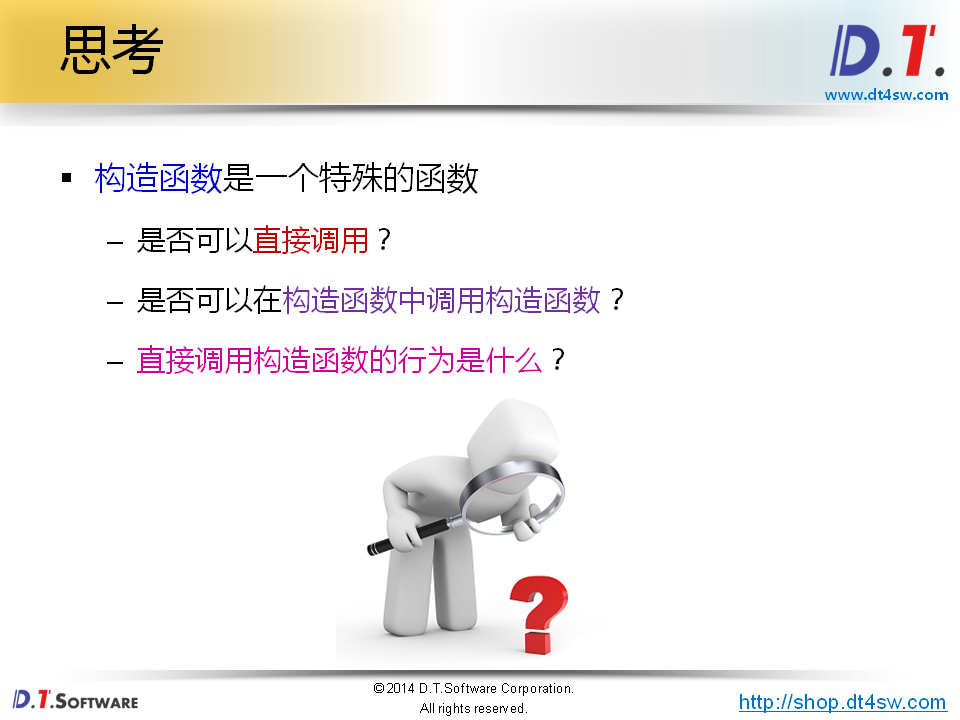 思考
D.T.
www.dt4sw.com
▪ 构造函数是一个特殊的函数
– 是否可以直接调用？
– 是否可以在构造函数中调用构造函数？
– 直接调用构造函数的行为是什么？
?
D.T.SOFTWARE
©2014 D.T.Software Corporation.
All rights reserved.
http://shop.dt4sw.com